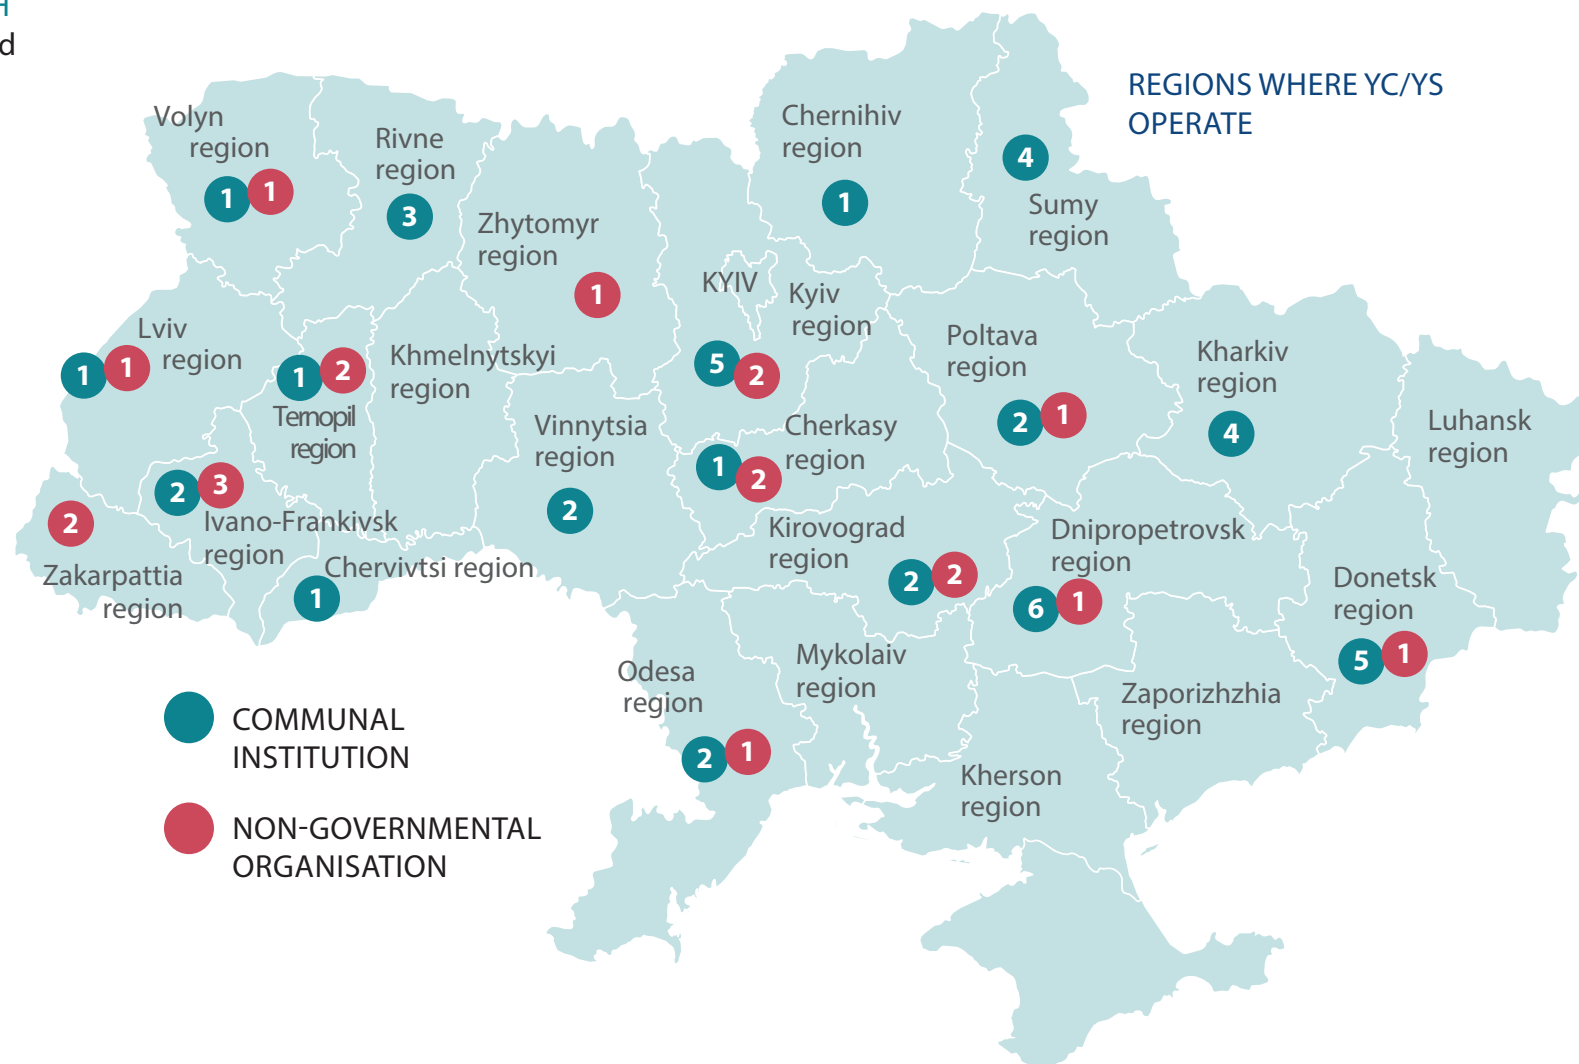 H
d
REGIONS WHERE YC/YS
OPERATE
Volyn
region
1
1
Rivne
region
3
Zhytomyr
region
1
Chernihiv
region
1
4
Sumy
region
KYIV
Kyiv
region
5
2
Lviv
region
1
1
1
2
Ternopil
region
Khmelnytskyi
region
Vinnytsia
region
2
Cherkasy
region
1
2
Poltava
region
2
1
Kharkiv
region
4
Luhansk
region
2
3
Ivano-Frankivsk
region
2
Zakarpattia
region
Chervivtsi region
1
Kirovograd
region
2
2
Dnipropetrovsk
region
6
1
Donetsk
region
5
1
Odesa
region
2
1
Mykolaiv
region
Zaporizhzhia
region
Kherson
region
COMMUNAL
INSTITUTION
NON-GOVERNMENTAL
ORGANISATION